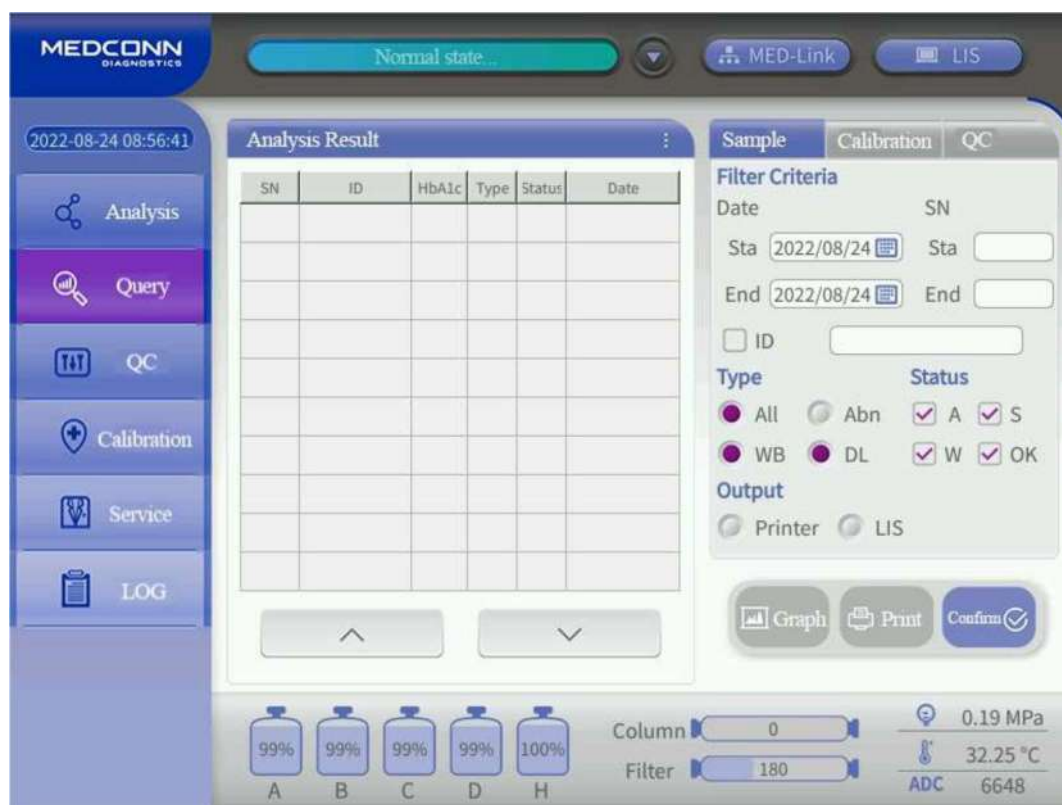 MEDCONN
DIAGNOSTICS
Normal state...
MED-Link
LIS
2022-08-24 08:56:41
Analysis
Query
QC
Calibration
Service
LOG
Analysis Result
SN ID HbA1c Type Status Date
Sample Calibration QC
Filter Criteria
Date SN
Sta 2022/08/24 Sta
End 2022/08/24 End
ID
Type Status
All Abn A S
WB DL W OK
Output
Printer LIS
Graph Print Confirm
99% 99% 99% 99% 100%
A B C D H
Column 0
Filter 180
0.19 MPa
32.25 °C
ADC 6648